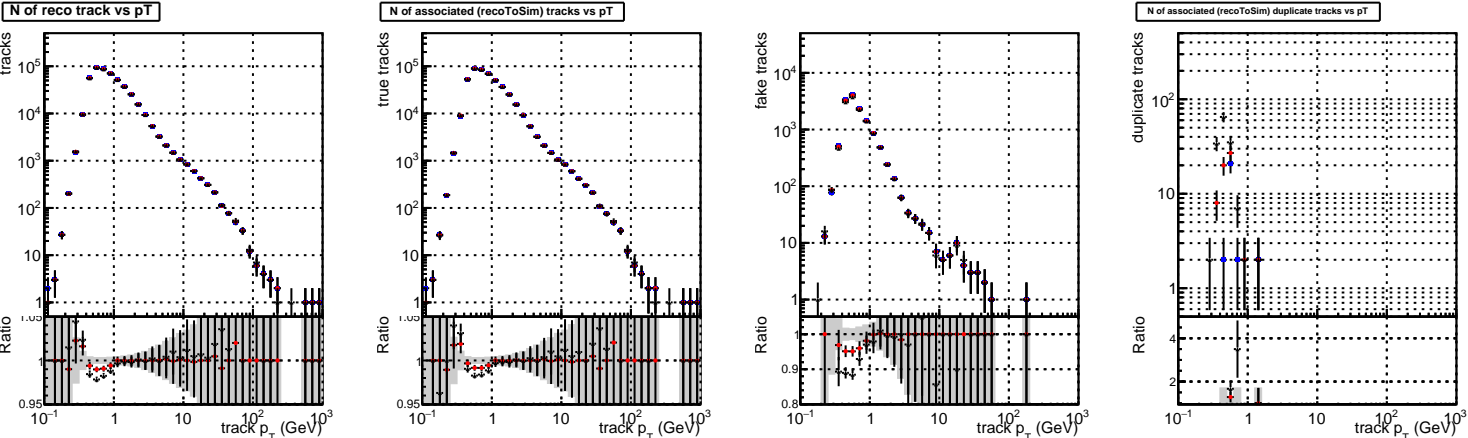 N of reco track vs pT
tracks
10^5
10^4
10^3
10^2
10
1
1.05
Ratio
1
0.95
10^-1 1 10 10^2 10^3
track p_T (GeV)
N of associated (recoToSim) tracks vs pT
true tracks
10^5
10^4
10^3
10^2
10
1
1.05
Ratio
1
0.95
10^-1 1 10 10^2 10^3
track p_T (GeV)
fake tracks
10^4
10^3
10^2
10
1
Ratio
1
0.9
0.8
10^-1 1 10 10^2 10^3
track p_T (GeV)
N of associated (recoToSim) duplicate tracks vs pT
duplicate tracks
10^2
10
1
Ratio
4
2
10^-1 1 10 10^2 10^3
track p_T (GeV)